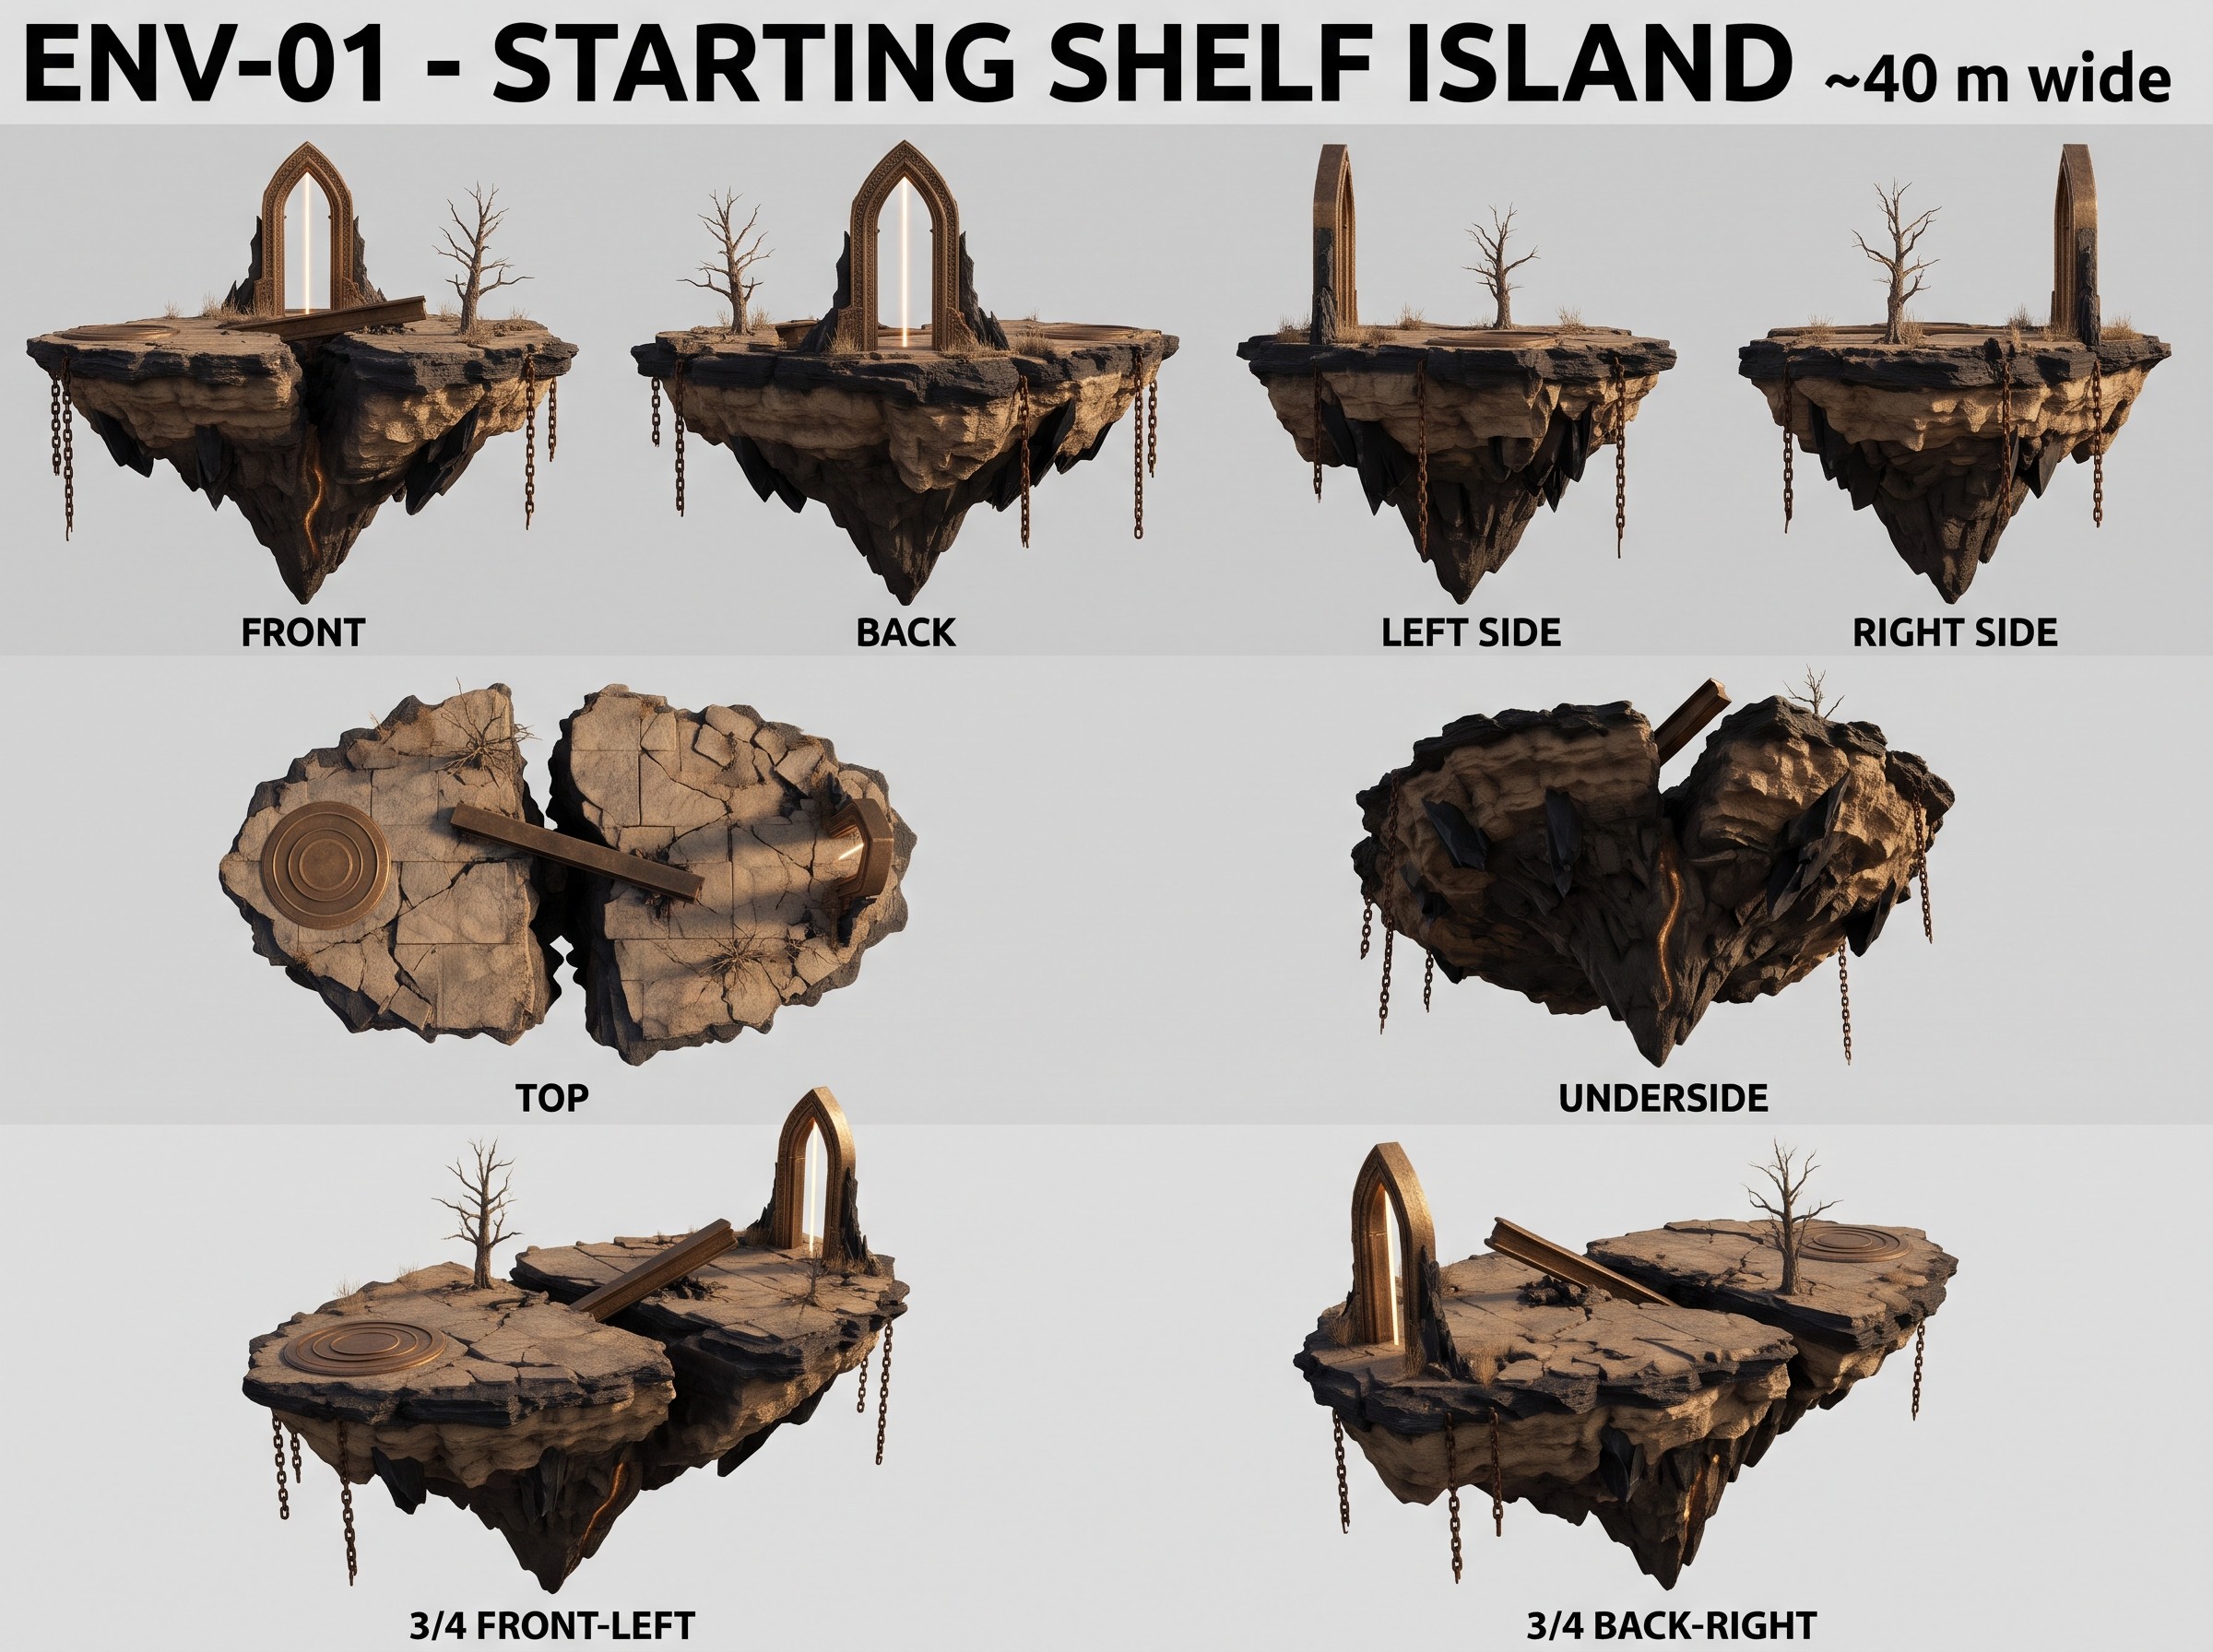 ENV-01 - STARTING SHELF ISLAND ~40 m wide
FRONT
BACK
LEFT SIDE
RIGHT SIDE
TOP
UNDERSIDE
3/4 FRONT-LEFT
3/4 BACK-RIGHT